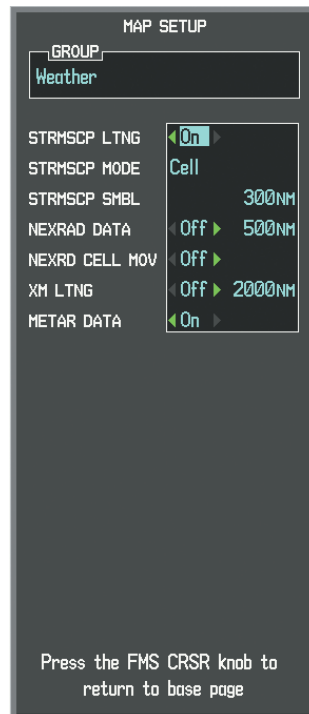 MAP SETUP
GROUP
Weather
STRMSCP LTNG On
STRMSCP MODE Cell
STRMSCP SMBL 300NM
NEXRAD DATA Off 500NM
NEXRD CELL MOV Off
XM LTNG Off 2000NM
METAR DATA On
Press the FMS CRSR knob to
return to base page